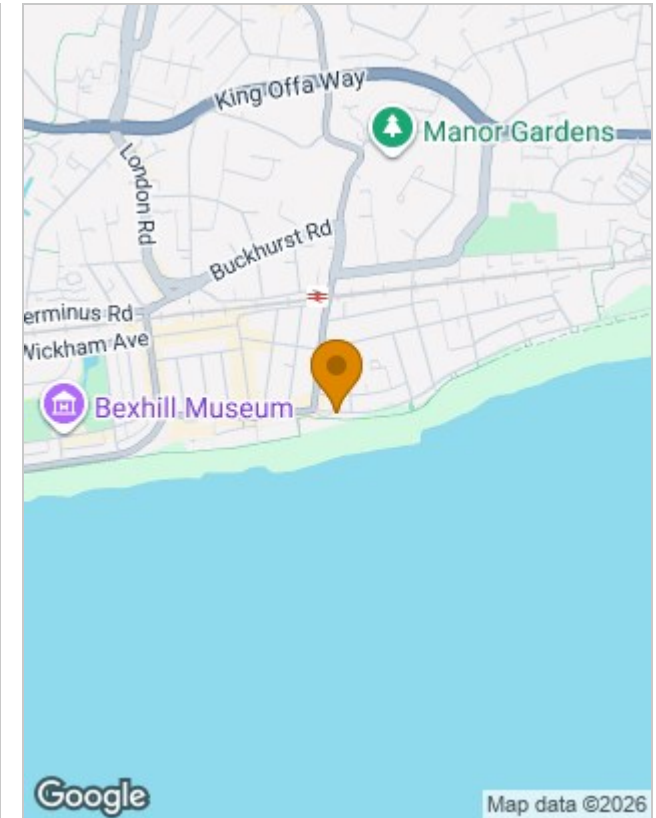 King Offa Way
Manor Gardens
London Rd
Buckhurst Rd
erminus Rd
Wickham Ave
Bexhill Museum
Google
Map data ©2026